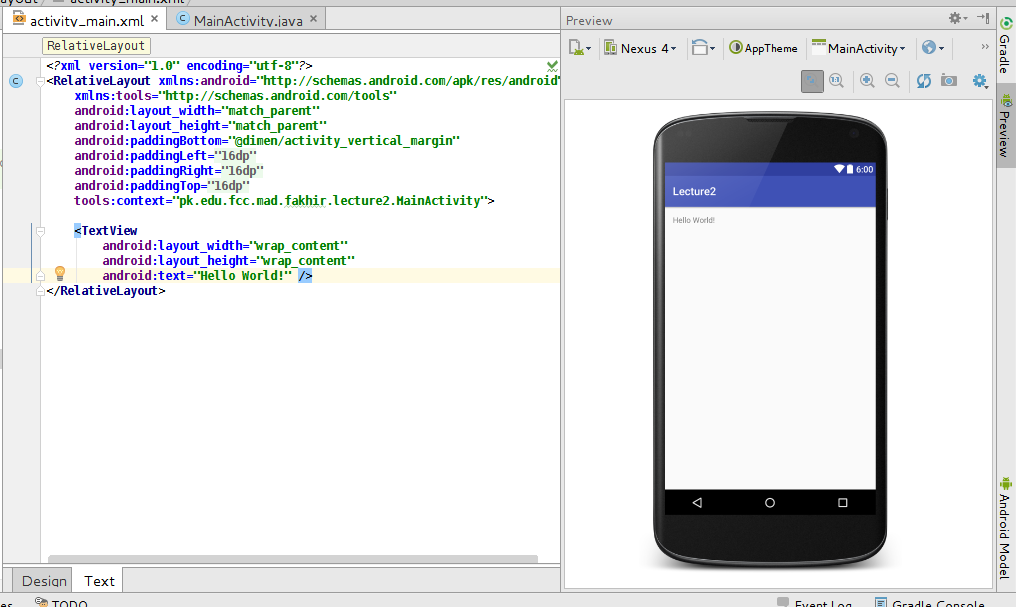 activity_main.xml
activity_main.xml MainActivity.java
RelativeLayout
<?xml version="1.0" encoding="utf-8"?>
<RelativeLayout xmlns:android="http://schemas.android.com/apk/res/android"
xmlns:tools="http://schemas.android.com/tools"
android:layout_width="match_parent"
android:layout_height="match_parent"
android:paddingBottom="@dimen/activity_vertical_margin"
android:paddingLeft="16dp"
android:paddingRight="16dp"
android:paddingTop="16dp"
tools:context="pk.edu.fcc.mad.fakhir.lecture2.MainActivity">
<TextView
android:layout_width="wrap_content"
android:layout_height="wrap_content"
android:text="Hello World!" />
</RelativeLayout>
Design Text
TODO
Preview
Nexus 4 AppTheme MainActivity
1:1
6:00
Lecture2
Hello World!
Gradle
Preview
Android Model
Event Log Gradle Console